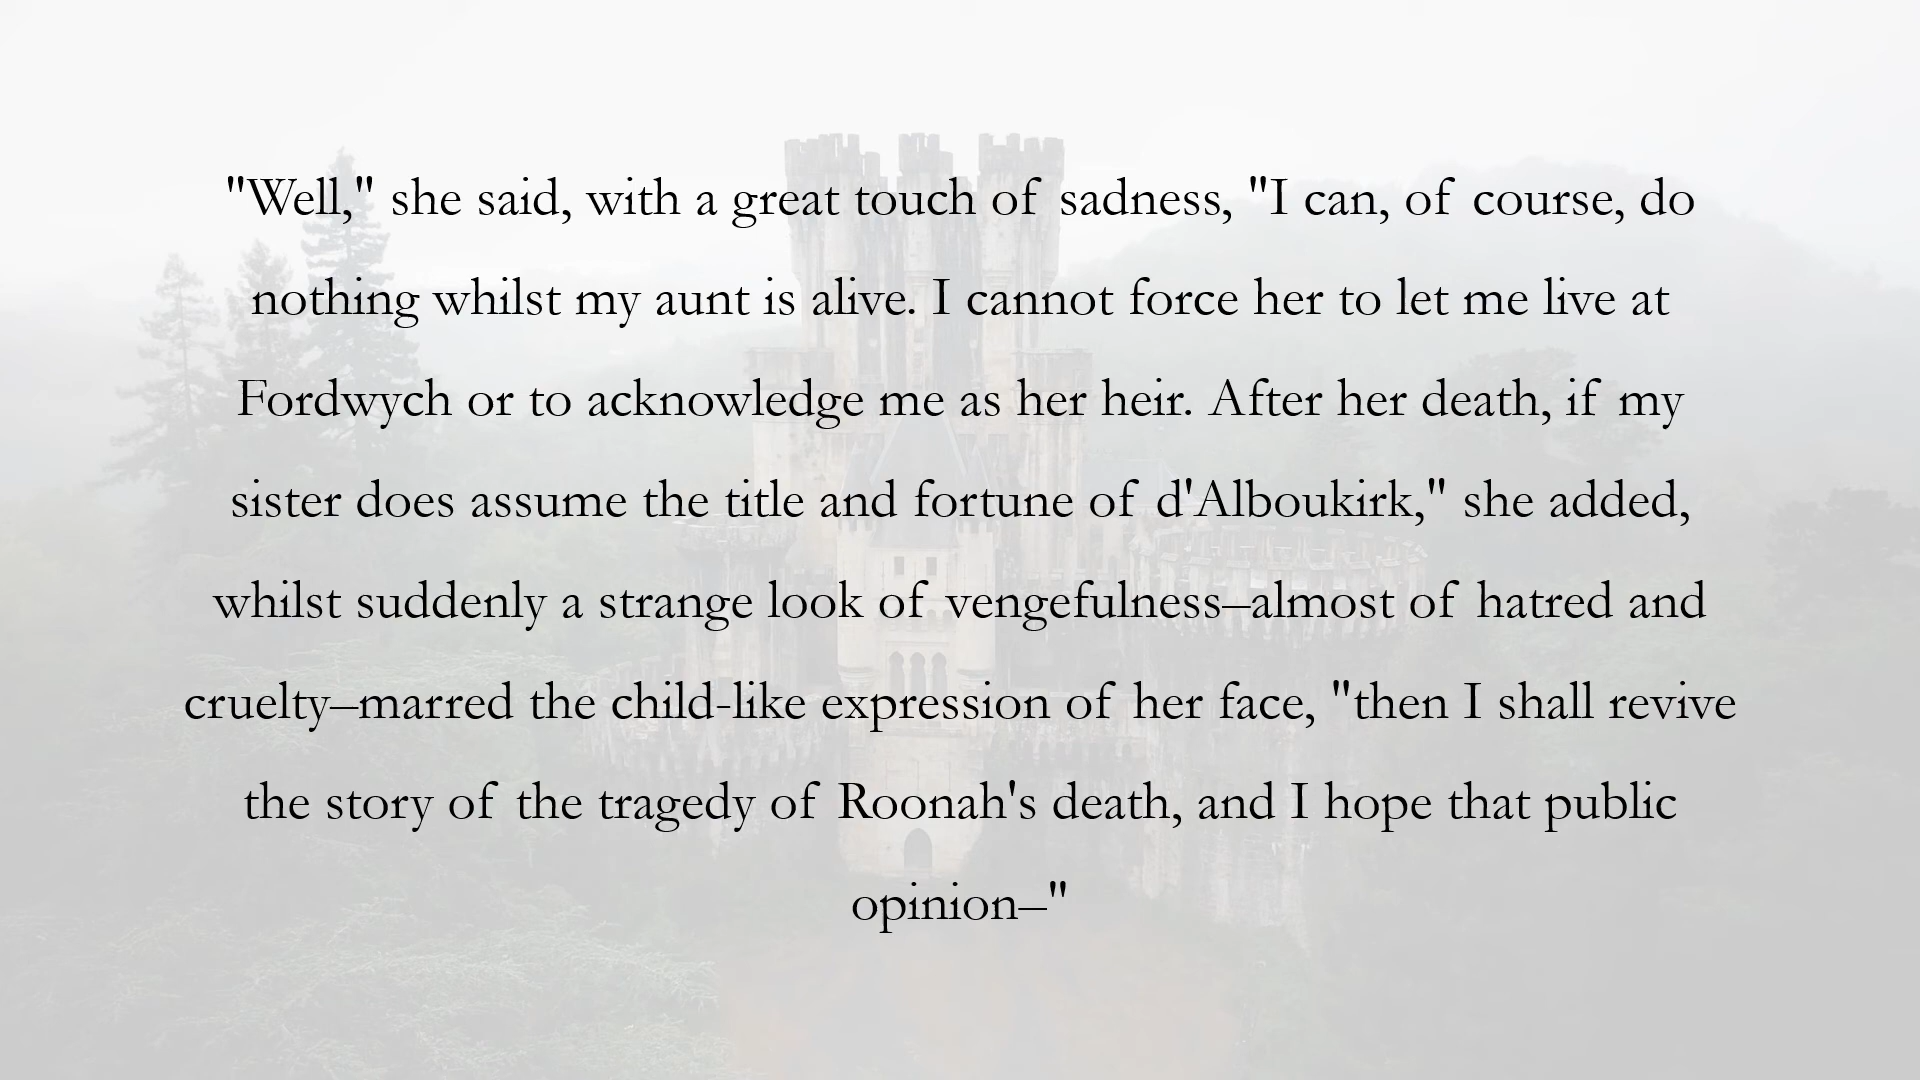 "Well," she said, with a great touch of sadness, "I can, of course, do
nothing whilst my aunt is alive. I cannot force her to let me live at
Fordwych or to acknowledge me as her heir. After her death, if my
sister does assume the title and fortune of d'Alboukirk," she added,
whilst suddenly a strange look of vengefulness–almost of hatred and
cruelty–marred the child-like expression of her face, "then I shall revive
the story of the tragedy of Roonah's death, and I hope that public
opinion–"